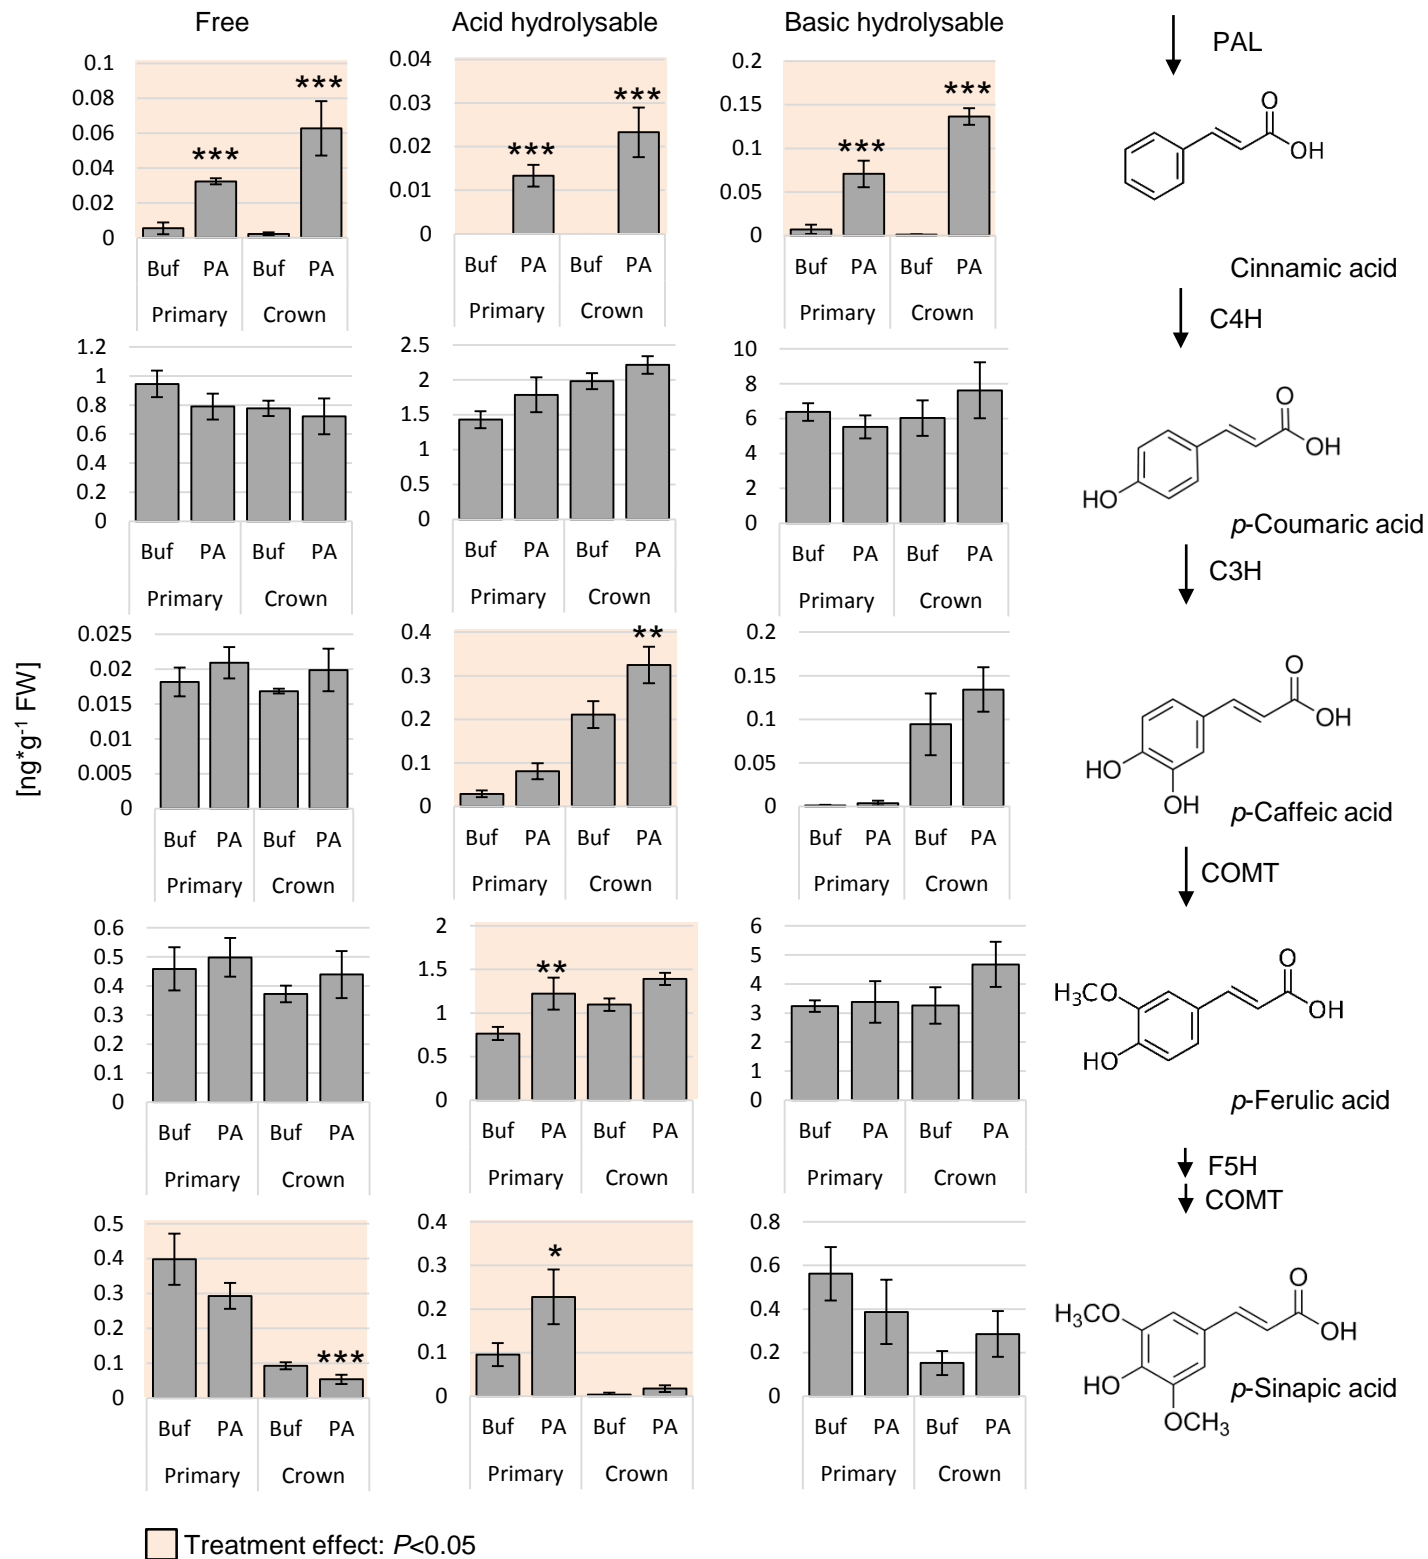 Free Acid hydrolysable Basic hydrolysable
PAL
0.1
0.08
0.06
0.04
0.02
0
***
***
Buf PA Buf PA
Primary Crown
0.04
0.03
0.02
0.01
0
***
***
Buf PA Buf PA
Primary Crown
0.2
0.15
0.1
0.05
0
***
***
Buf PA Buf PA
Primary Crown
O
OH
Cinnamic acid
C4H
1.2
1
0.8
0.6
0.4
0.2
0
Buf PA Buf PA
Primary Crown
2.5
2
1.5
1
0.5
0
Buf PA Buf PA
Primary Crown
10
8
6
4
2
0
Buf PA Buf PA
Primary Crown
O
OH
HO
p-Coumaric acid
C3H
[ng*g-1 FW]
0.025
0.02
0.015
0.01
0.005
0
Buf PA Buf PA
Primary Crown
0.4
0.3
0.2
0.1
0
**
Buf PA Buf PA
Primary Crown
0.2
0.15
0.1
0.05
0
Buf PA Buf PA
Primary Crown
O
OH
HO
OH
p-Caffeic acid
COMT
0.6
0.5
0.4
0.3
0.2
0.1
0
Buf PA Buf PA
Primary Crown
2
1.5
1
0.5
0
**
Buf PA Buf PA
Primary Crown
6
5
4
3
2
1
0
Buf PA Buf PA
Primary Crown
O
H3CO
OH
HO
p-Ferulic acid
F5H
COMT
0.5
0.4
0.3
0.2
0.1
0
***
Buf PA Buf PA
Primary Crown
0.4
0.3
0.2
0.1
0
*
Buf PA Buf PA
Primary Crown
0.8
0.6
0.4
0.2
0
Buf PA Buf PA
Primary Crown
O
H3CO
OH
HO
OCH3
p-Sinapic acid
Treatment effect: P<0.05